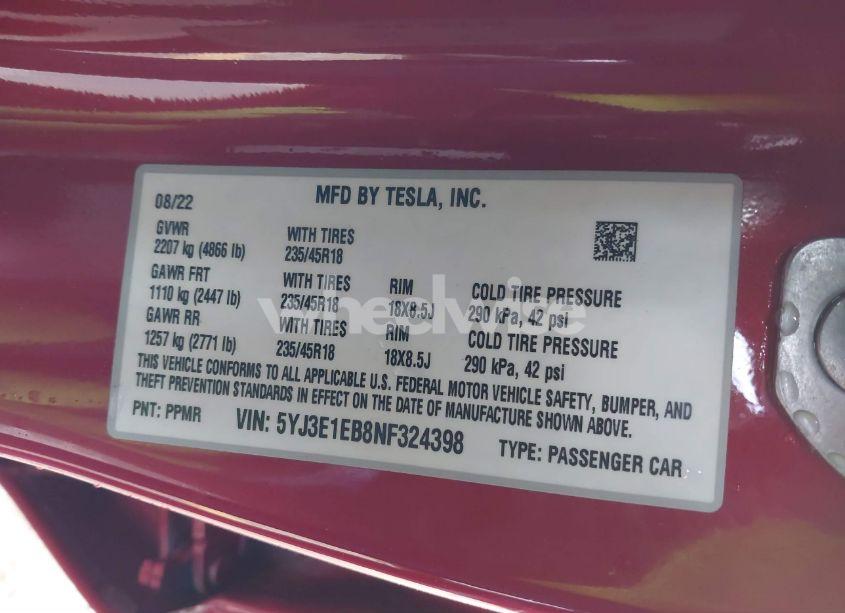 MFD BY TESLA, INC.
08/22
GVWR
2207 kg (4866 lb)
WITH TIRES
235/45R18
GAWR FRT
1110 kg (2447 lb)
WITH TIRES
235/45R18
RIM
18X8.5J
COLD TIRE PRESSURE
290 kPa, 42 psi
GAWR RR
1257 kg (2771 lb)
WITH TIRES
235/45R18
RIM
18X8.5J
COLD TIRE PRESSURE
290 kPa, 42 psi
THIS VEHICLE CONFORMS TO ALL APPLICABLE U.S. FEDERAL MOTOR VEHICLE SAFETY, BUMPER, AND
THEFT PREVENTION STANDARDS IN EFFECT ON THE DATE OF MANUFACTURE SHOWN ABOVE.
PNT: PPMR
VIN: 5YJ3E1EB8NF324398
TYPE: PASSENGER CAR
wheelwise